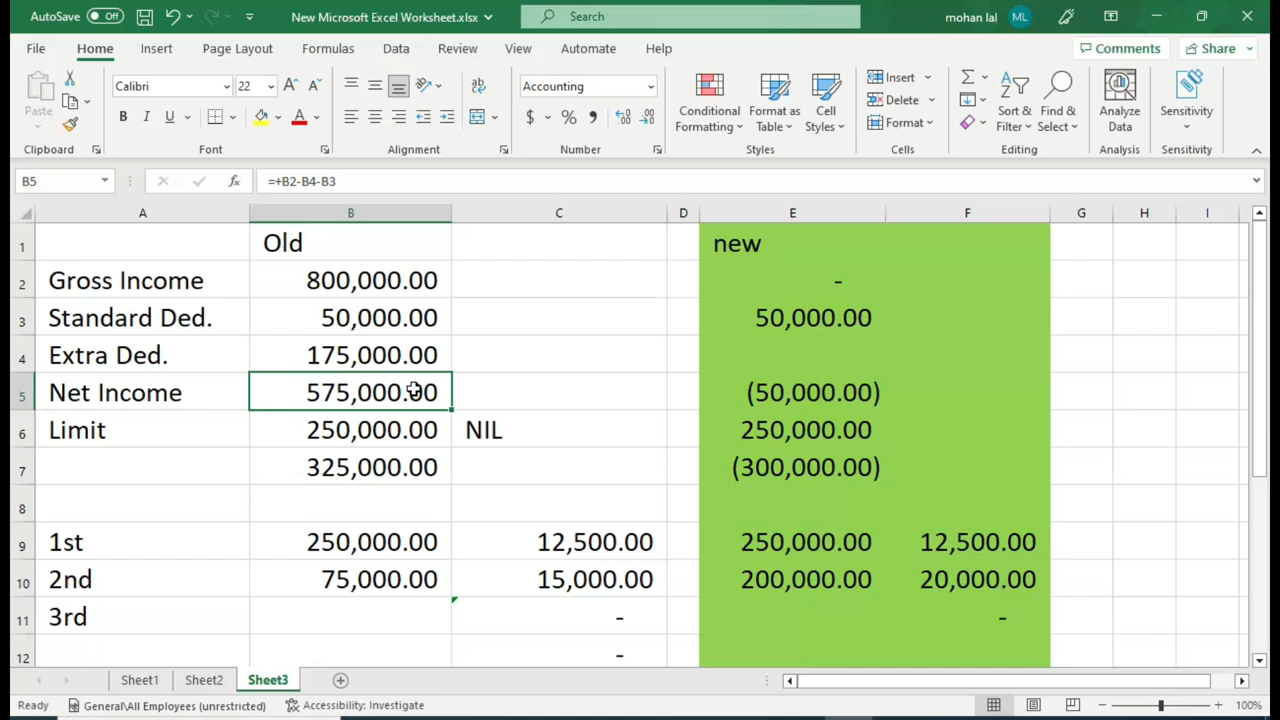 AutoSave Off New Microsoft Excel Worksheet.xlsx Search mohan lal ML
File Home Insert Page Layout Formulas Data Review View Automate Help Comments Share
Paste Calibri 22 Accounting Conditional Formatting Format as Table Cell Styles Insert Delete Format Sort & Filter Find & Select Analyze Data Sensitivity
B I U A $ % ,
Clipboard Font Alignment Number Styles Cells Editing Analysis Sensitivity
B5 fx =+B2-B4-B3
A B C D E F G H I
1 Old new
2 Gross Income 800,000.00 -
3 Standard Ded. 50,000.00 50,000.00
4 Extra Ded. 175,000.00
5 Net Income 575,000.00 (50,000.00)
6 Limit 250,000.00 NIL 250,000.00
7 325,000.00 (300,000.00)
8
9 1st 250,000.00 12,500.00 250,000.00 12,500.00
10 2nd 75,000.00 15,000.00 200,000.00 20,000.00
11 3rd - -
12 -
Sheet1 Sheet2 Sheet3
Ready General\All Employees (unrestricted) Accessibility: Investigate 100%